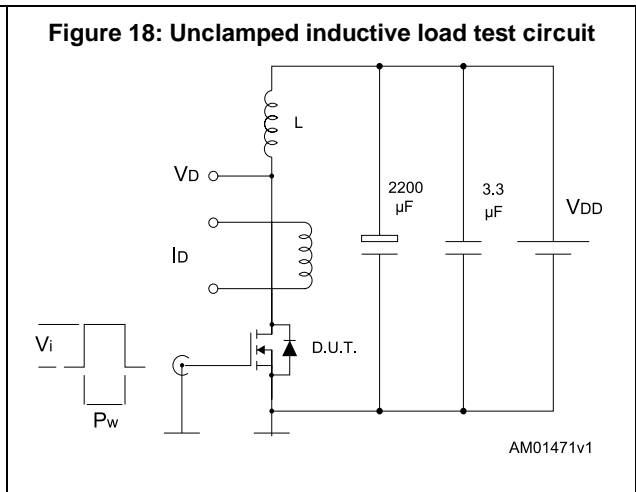 Figure 18: Unclamped inductive load test circuit
L
VD
2200
µF
3.3
µF
VDD
ID
Vi
D.U.T.
Pw
AM01471v1